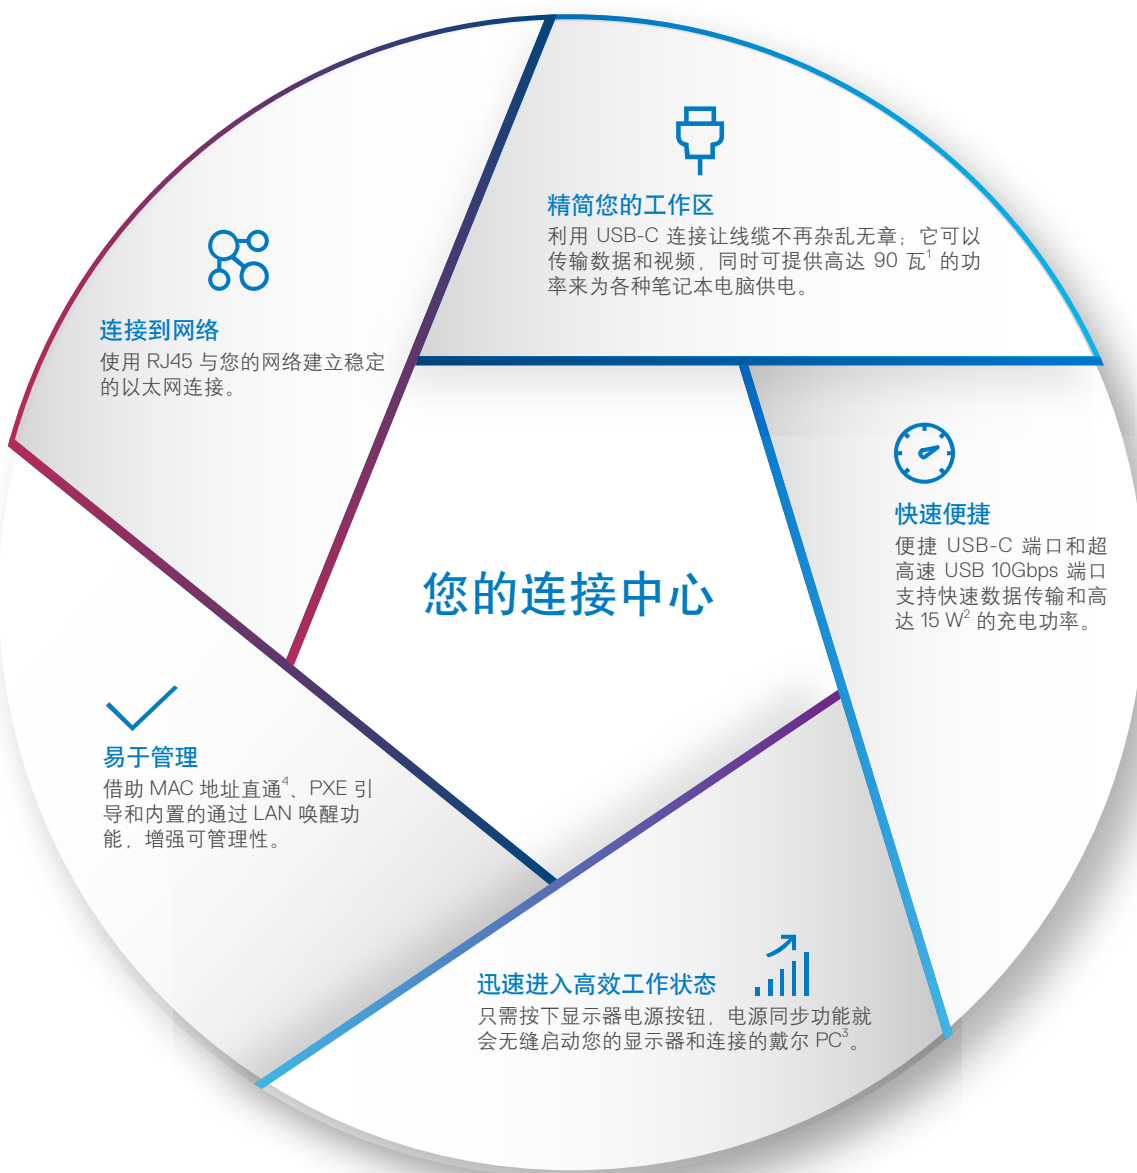 精简您的工作区
利用 USB-C 连接让线缆不再杂乱无章；它可以
传输数据和视频，同时可提供高达 90 瓦¹ 的功
率来为各种笔记本电脑供电。
连接到网络
使用 RJ45 与您的网络建立稳定
的以太网连接。
快速便捷
便捷 USB-C 端口和超
高速 USB 10Gbps 端口
支持快速数据传输和高
达 15 W² 的充电功率。
您的连接中心
易于管理
借助 MAC 地址直通⁴、PXE 引
导和内置的通过 LAN 唤醒功
能，增强可管理性。
迅速进入高效工作状态
只需按下显示器电源按钮，电源同步功能就
会无缝启动您的显示器和连接的戴尔 PC³。